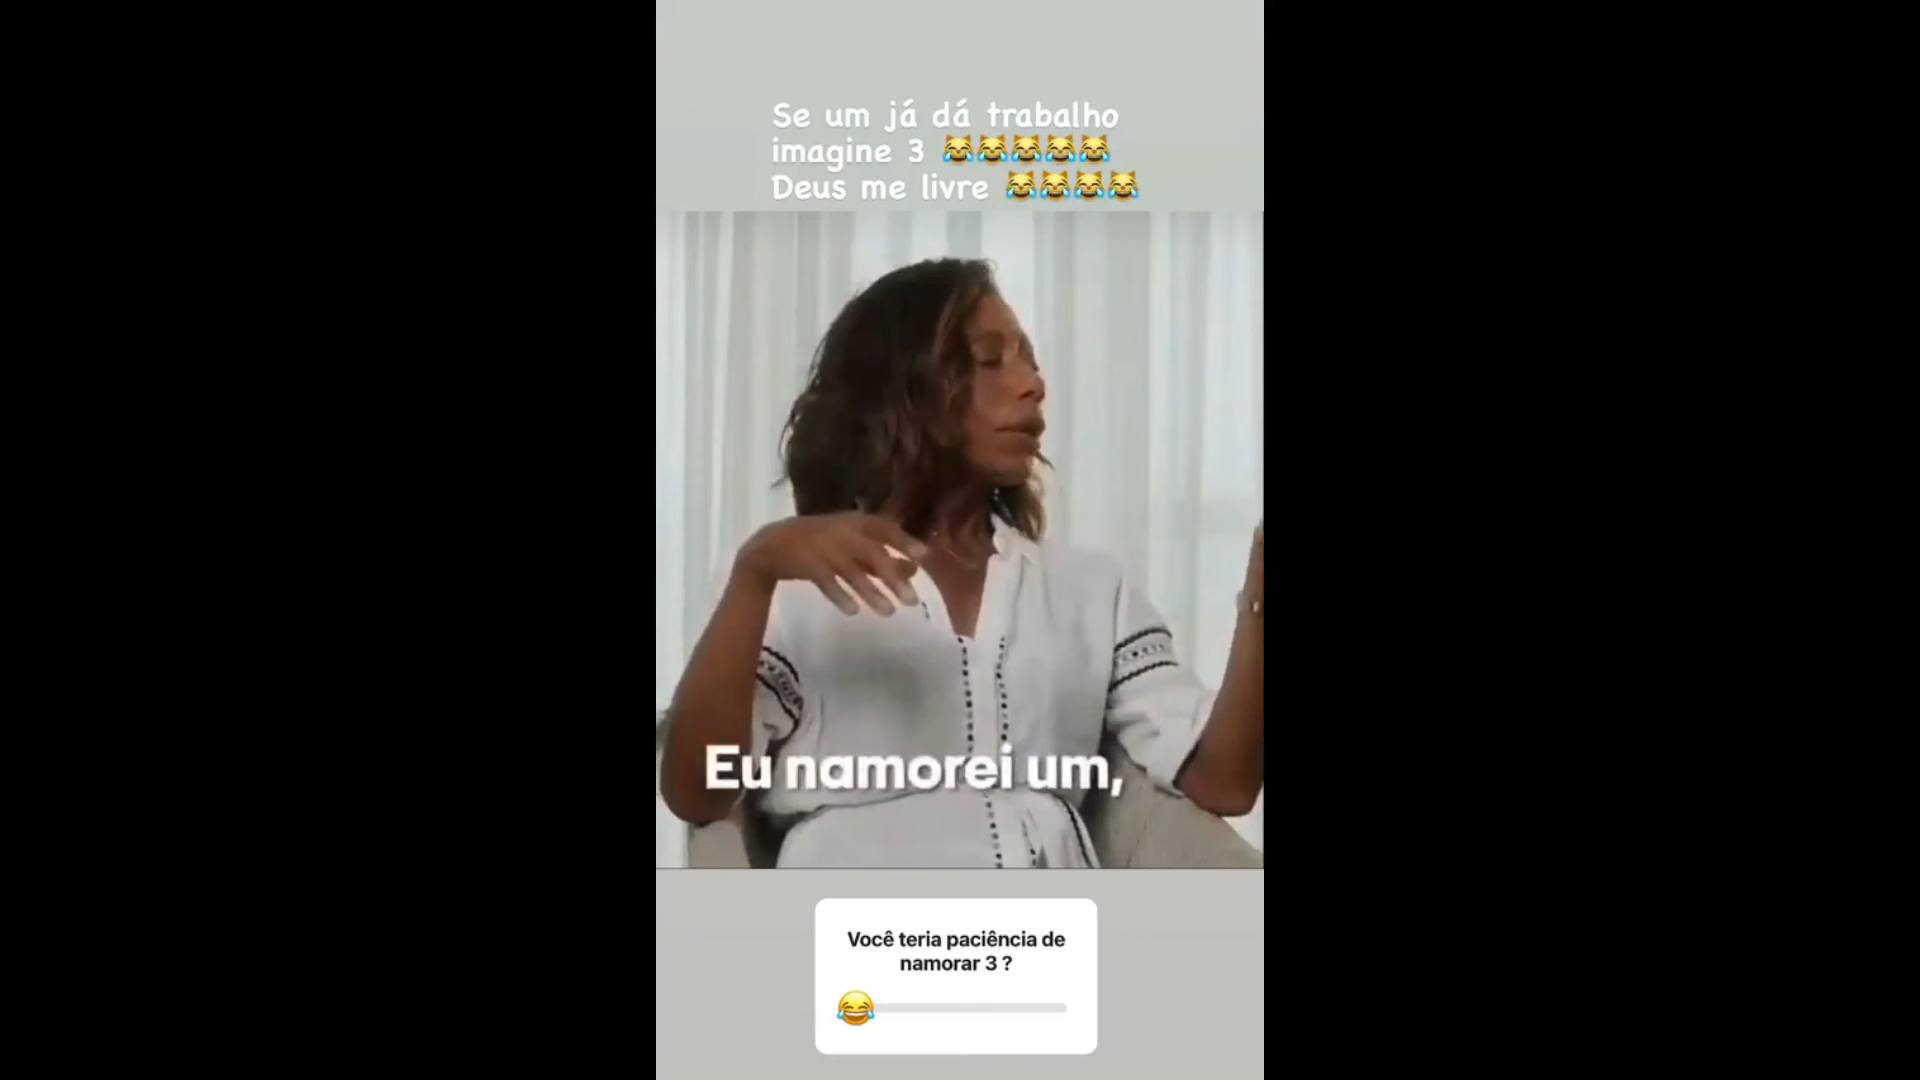 Se um já dá trabalho
imagine 3 😹😹😹😹😹
Deus me livre 😹😹😹😹
Eu namorei um,
Você teria paciência de
namorar 3 ?